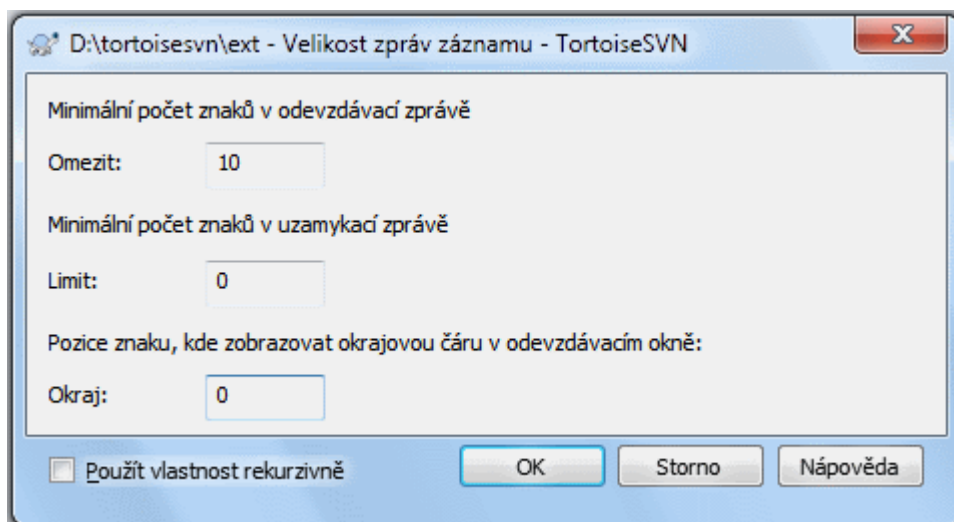 D:\tortoisesvn\ext - Velikost zpráv záznamu - TortoiseSVN
Minimální počet znaků v odevzdávací zprávě
Omezit: 10
Minimální počet znaků v uzamykací zprávě
Limit: 0
Pozice znaku, kde zobrazovat okrajovou čáru v odevzdávacím okně:
Okraj: 0
Použít vlastnost rekurzivně OK Storno Nápověda